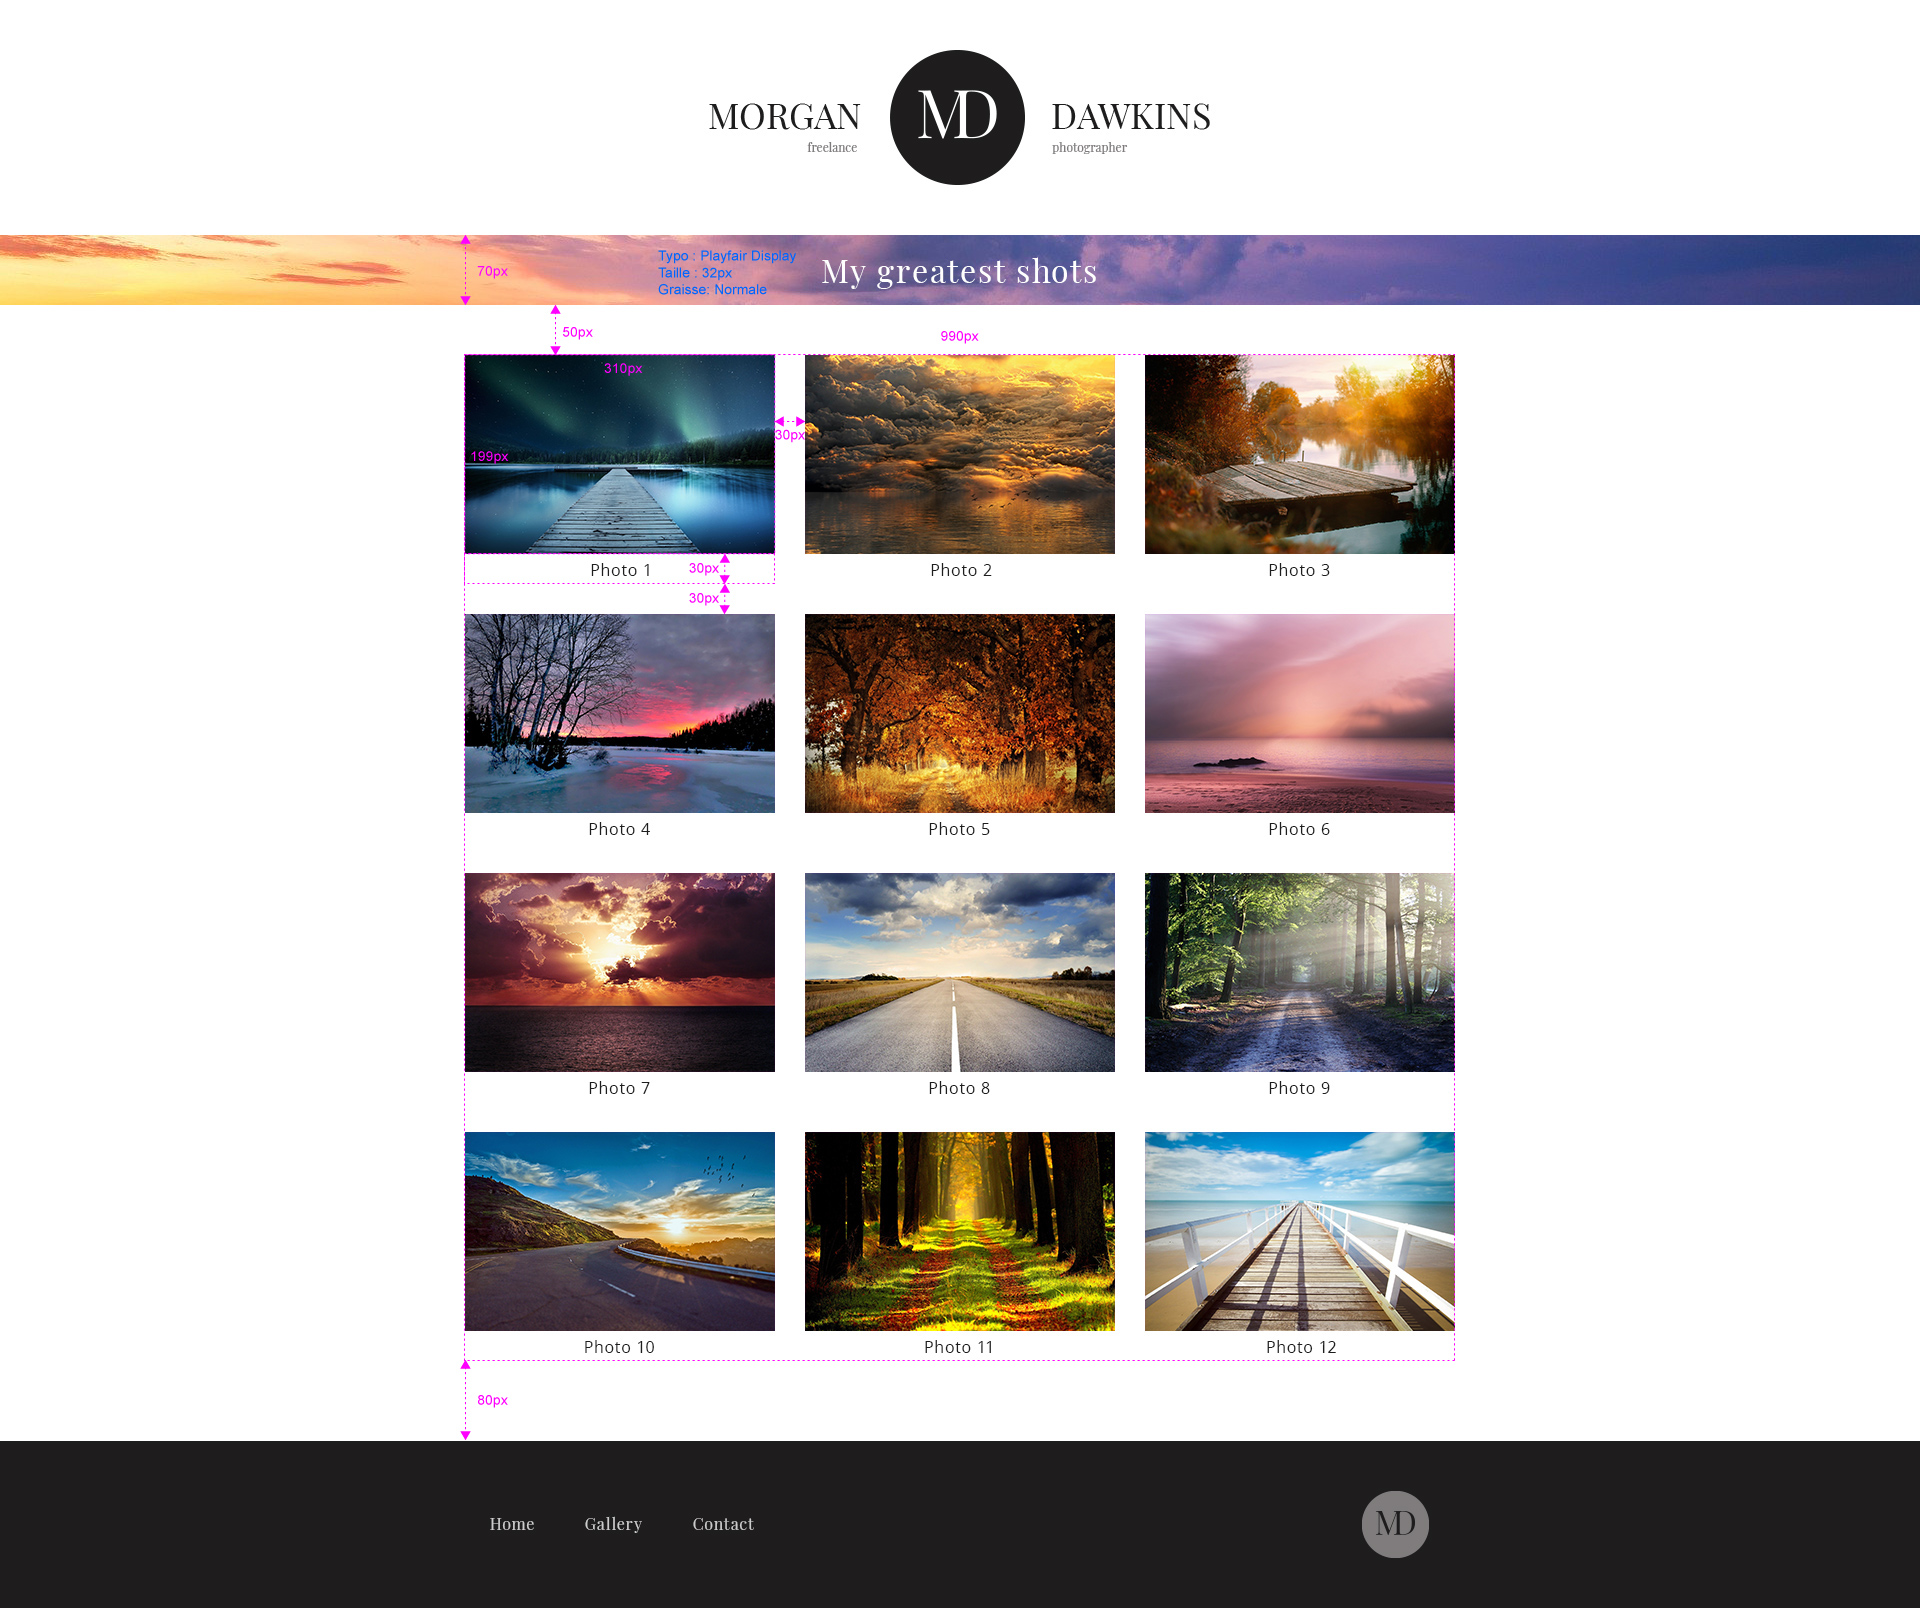 MORGAN MD DAWKINS
freelance photographer
Typo : Playfair Display
Taille : 32px
Graisse: Normale
My greatest shots
70px
50px
990px
310px
30px
199px
Photo 1
30px
Photo 2
Photo 3
30px
Photo 4
Photo 5
Photo 6
Photo 7
Photo 8
Photo 9
Photo 10
Photo 11
Photo 12
80px
Home Gallery Contact
MD